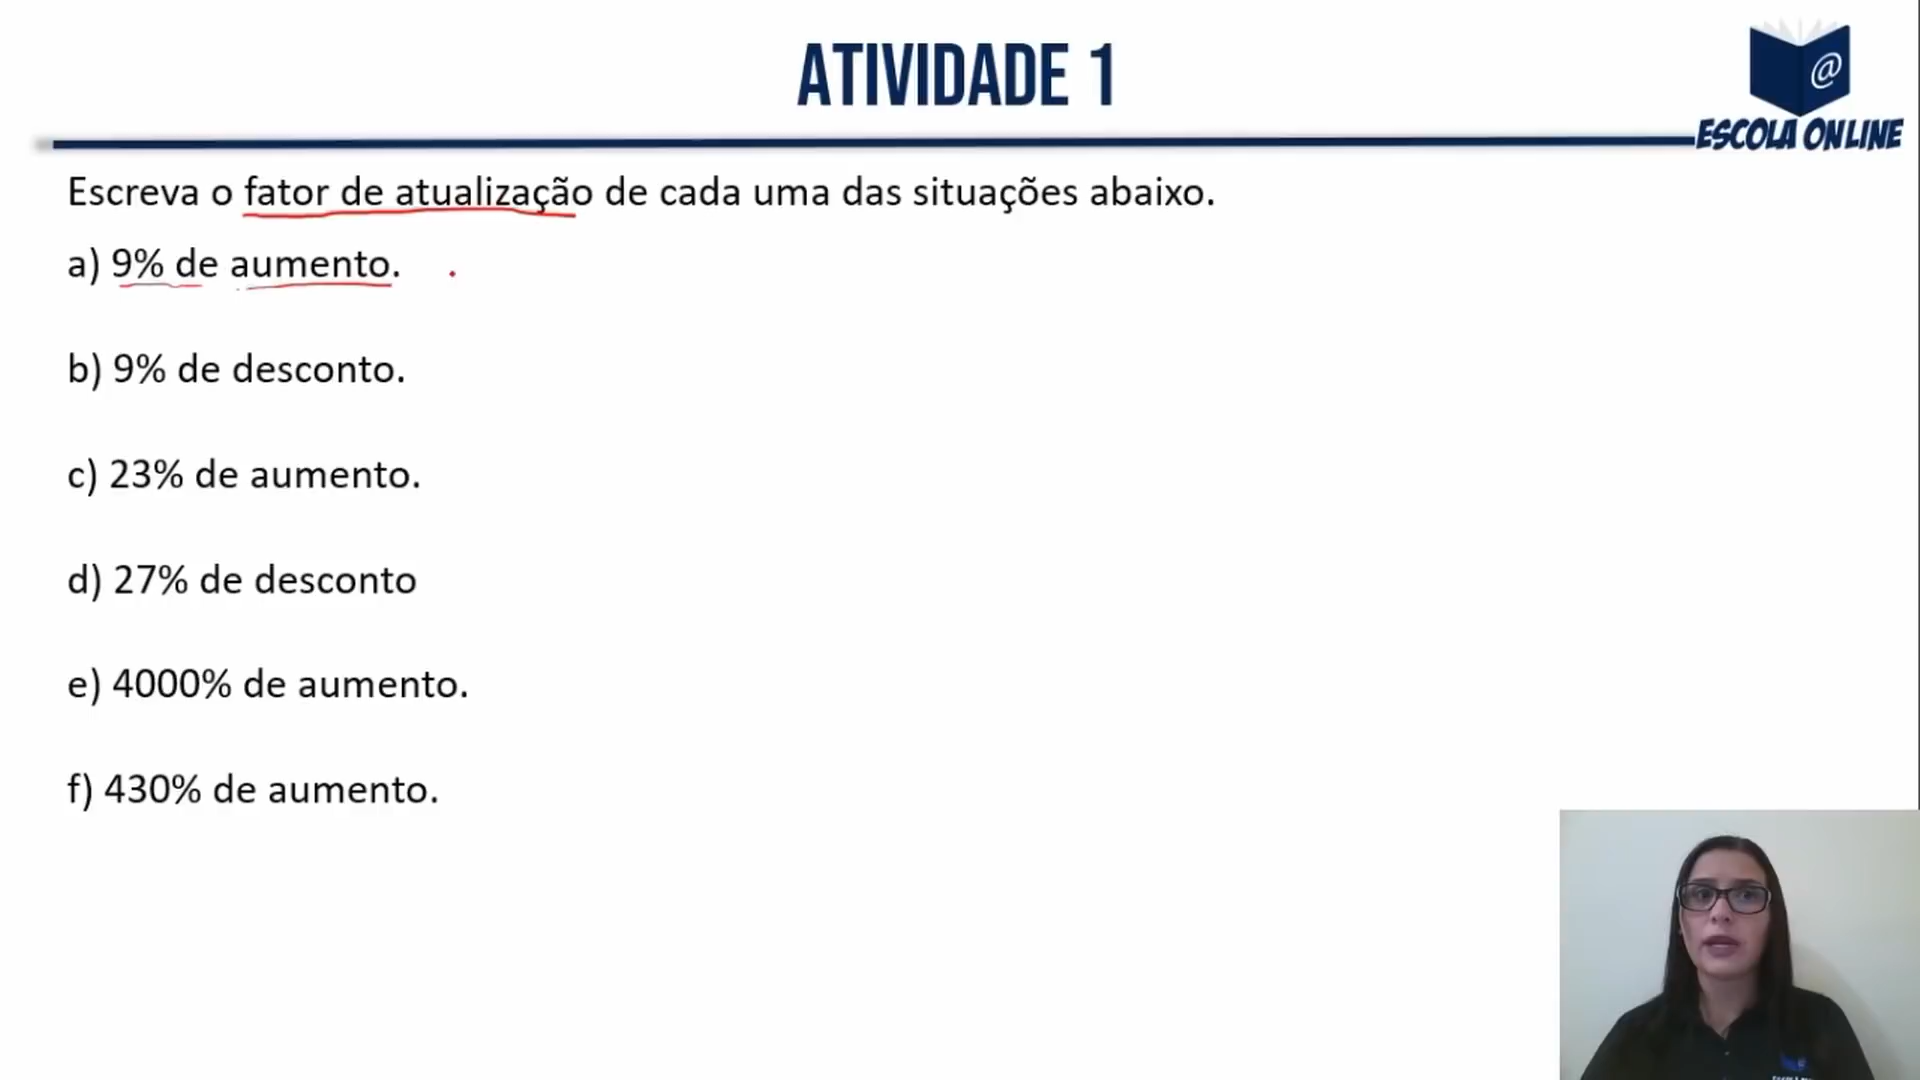 ATIVIDADE 1
@
ESCOLA ONLINE
Escreva o fator de atualização de cada uma das situações abaixo.
a) 9% de aumento.
b) 9% de desconto.
c) 23% de aumento.
d) 27% de desconto
e) 4000% de aumento.
f) 430% de aumento.